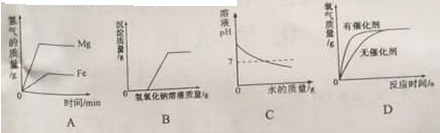 氢气的质量/g
Mg
Fe
0
时间/min
A
沉淀质量/g
0
氢氧化钠溶液质量/g
B
溶液pH
7
0
水的质量/g
C
氧气质量/g
有催化剂
无催化剂
0
反应时间/s
D